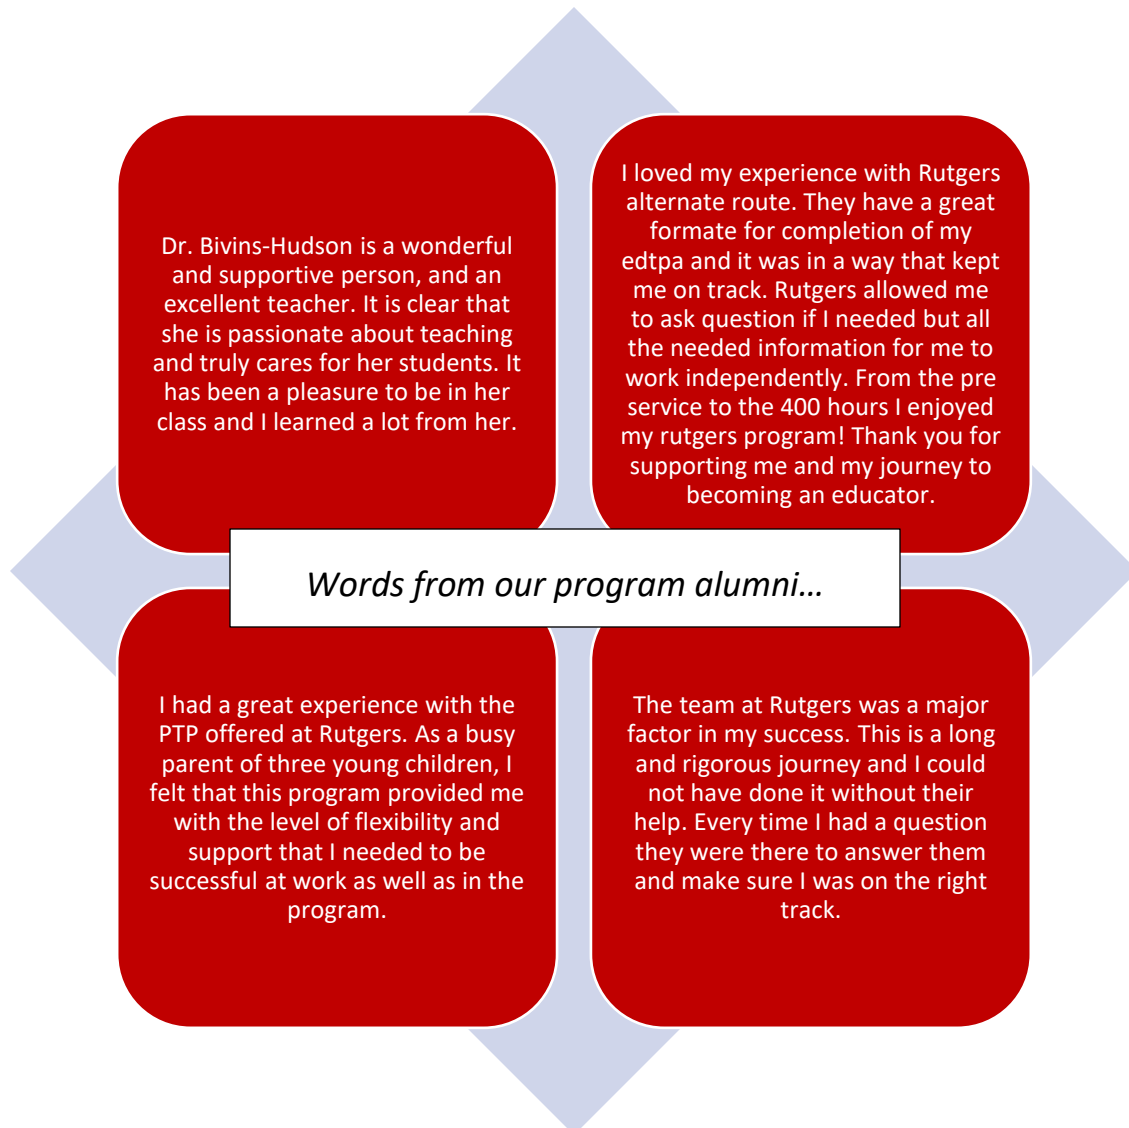 Dr. Bivins-Hudson is a wonderful
and supportive person, and an
excellent teacher. It is clear that
she is passionate about teaching
and truly cares for her students. It
has been a pleasure to be in her
class and I learned a lot from her.
I loved my experience with Rutgers
alternate route. They have a great
formate for completion of my
edtpa and it was in a way that kept
me on track. Rutgers allowed me
to ask question if I needed but all
the needed information for me to
work independently. From the pre
service to the 400 hours I enjoyed
my rutgers program! Thank you for
supporting me and my journey to
becoming an educator.
Words from our program alumni...
I had a great experience with the
PTP offered at Rutgers. As a busy
parent of three young children, I
felt that this program provided me
with the level of flexibility and
support that I needed to be
successful at work as well as in the
program.
The team at Rutgers was a major
factor in my success. This is a long
and rigorous journey and I could
not have done it without their
help. Every time I had a question
they were there to answer them
and make sure I was on the right
track.